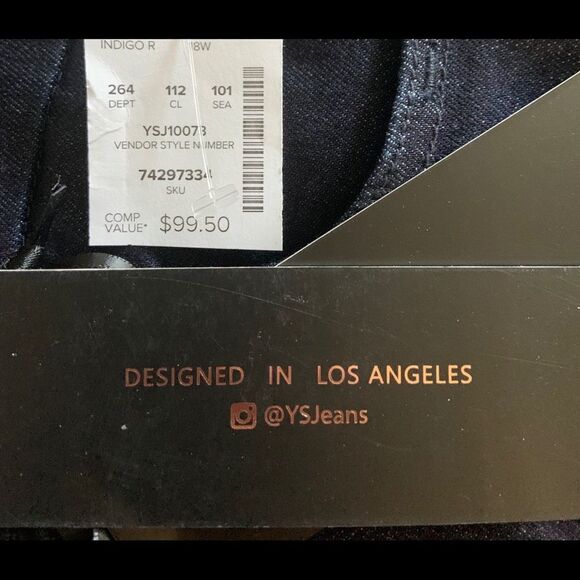 INDIGO R 18W
264 112 101
DEPT CL SEA
YSJ10073
VENDOR STYLE NUMBER
74297334
SKU
COMP
VALUE* $99.50
DESIGNED IN LOS ANGELES
@YSJeans